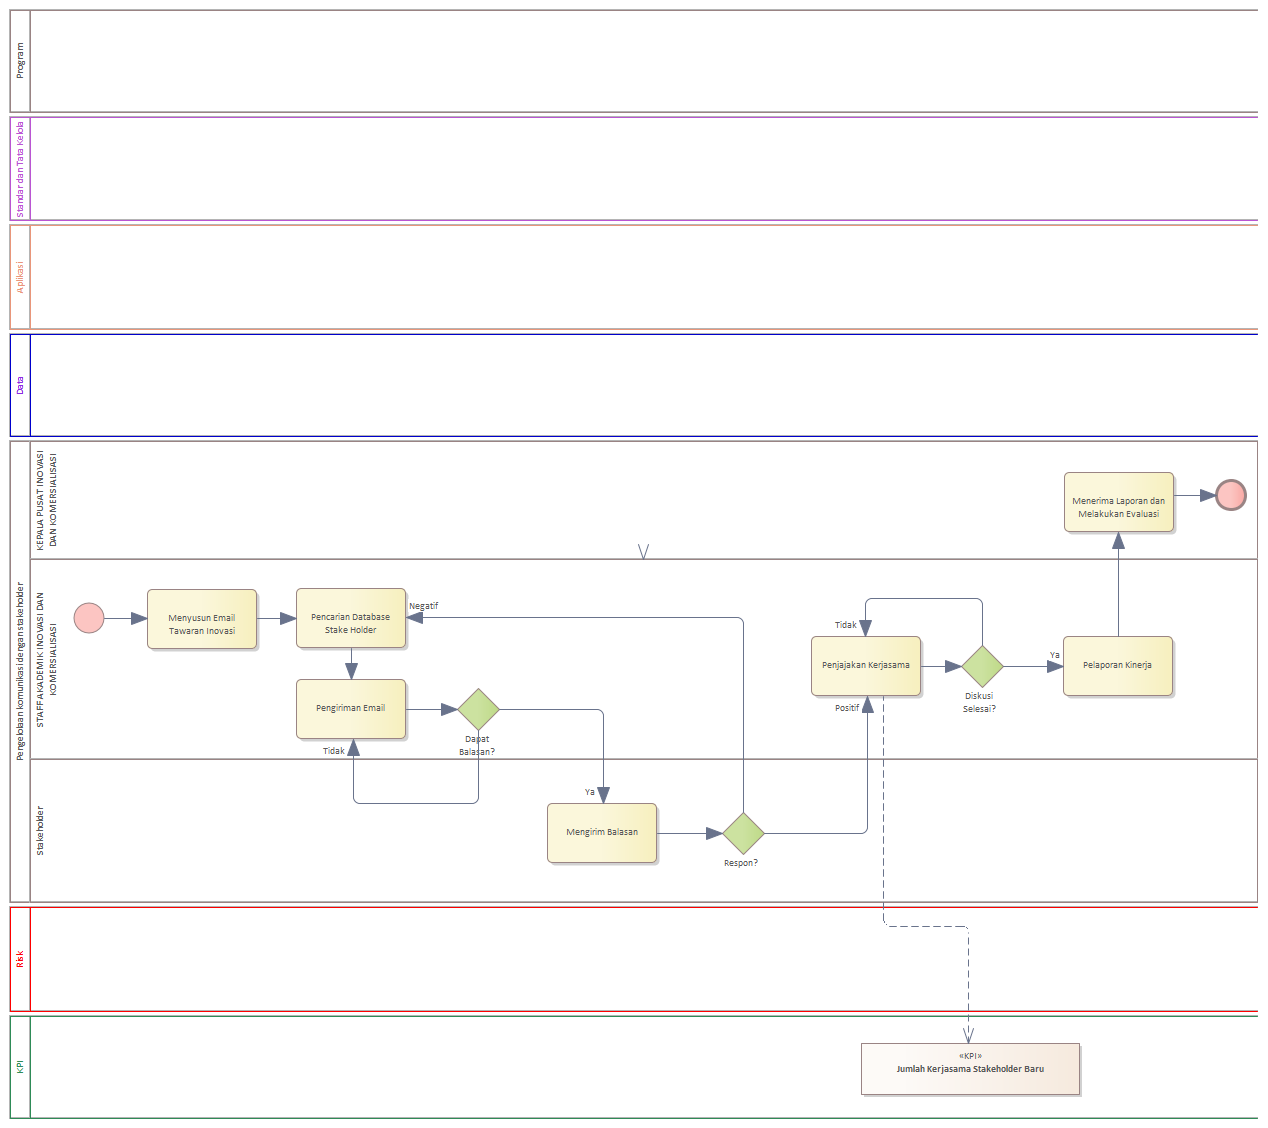 Program
Standar dan Tata Kelola
Aplikasi
Data
Pengelolaan komunikasi dengan stakeholder
KEPALA PUSAT INOVASI
DAN KOMERSIALISASI
Menerima Laporan dan
Melakukan Evaluasi
STAFF AKADEMIK INOVASI DAN
KOMERSIALISASI
Menyusun Email
Tawaran Inovasi
Pencarian Database
Stake Holder
Negatif
Tidak
Penjajakan Kerjasama
Ya
Pelaporan Kinerja
Diskusi
Selesai?
Positif
Pengiriman Email
Dapat
Balasan?
Tidak
Stakeholder
Ya
Mengirim Balasan
Respon?
Risk
KPI
«KPI»
Jumlah Kerjasama Stakeholder Baru